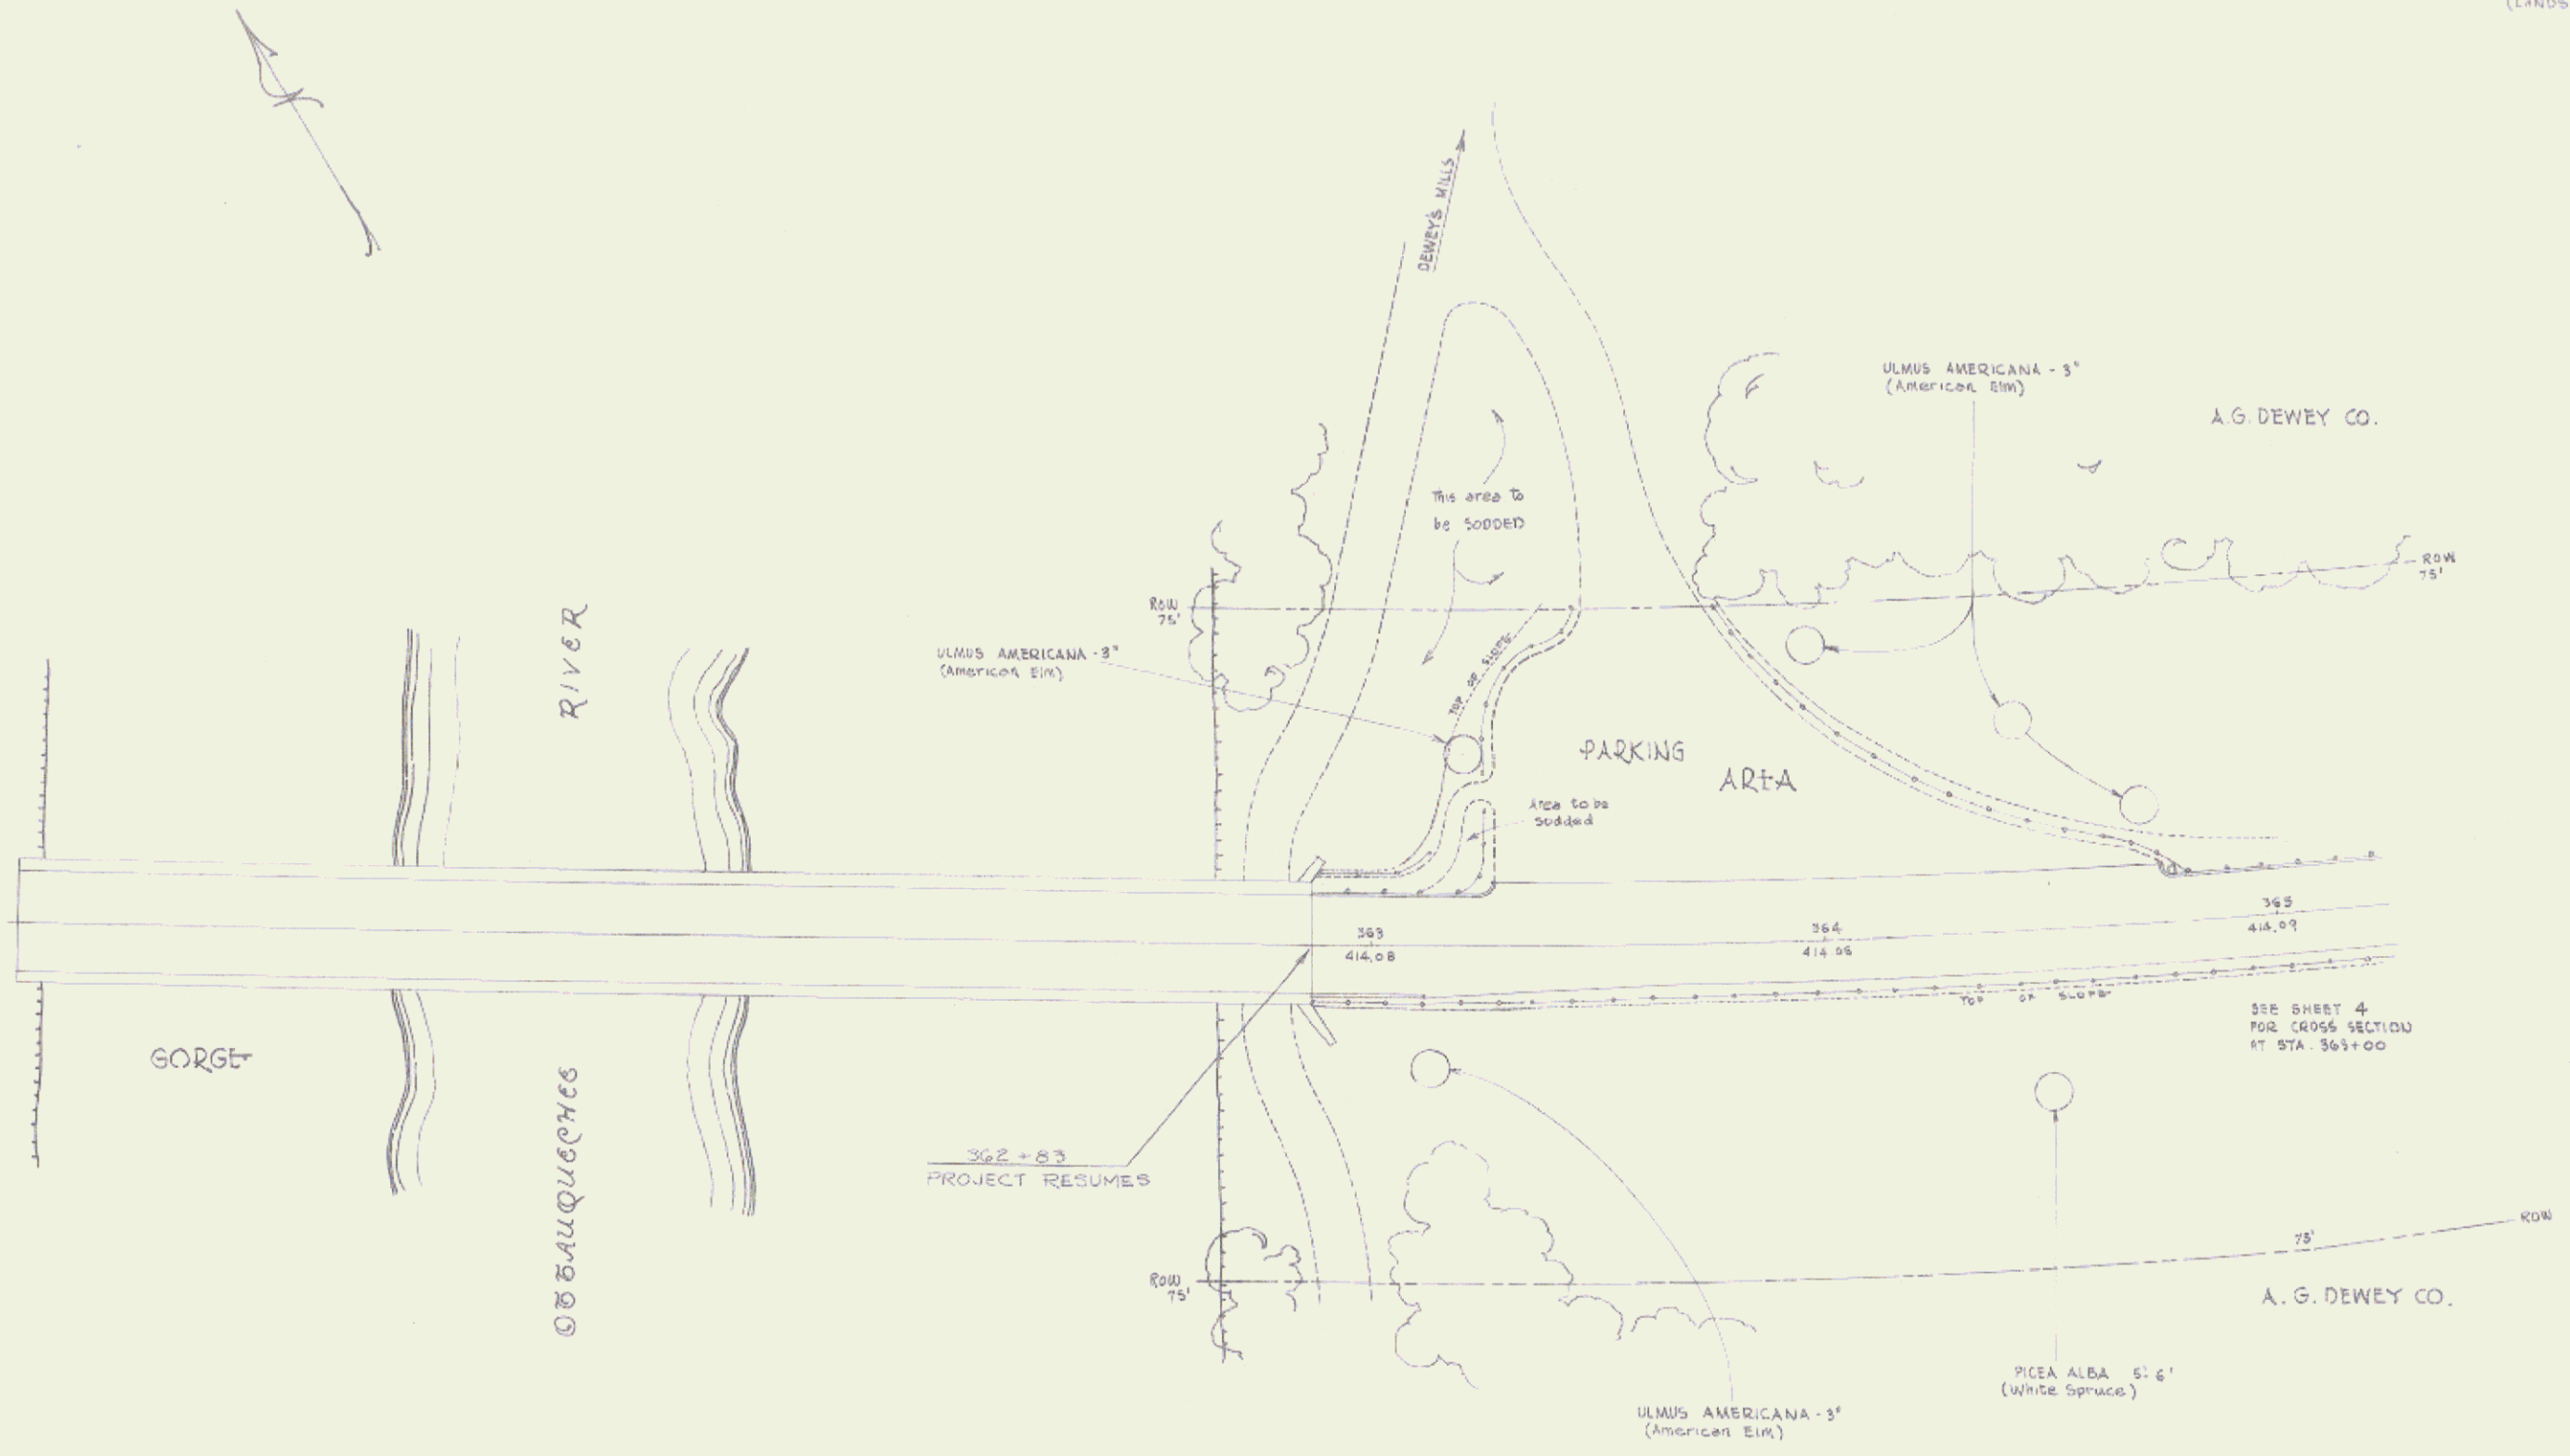 DEWEY'S MILLS
ULMUS AMERICANA - 3"
(American Elm)
A.G. DEWEY CO.
This area to
be SODDED
ROW
75'
ROW
75'
RIVER
ULMUS AMERICANA - 3"
(American Elm)
TOP OF SLOPE
PARKING
AREA
Area to be
sodded
363
414.08
364
414.06
365
414.09
TOP OF SLOPE
SEE SHEET 4
FOR CROSS SECTION
AT STA. 363+00
GORGE
OTTAUQUECHEE
362 + 83
PROJECT RESUMES
ROW
75'
75'
ROW
A. G. DEWEY CO.
PICEA ALBA 5-6'
(White Spruce)
ULMUS AMERICANA - 3"
(American Elm)